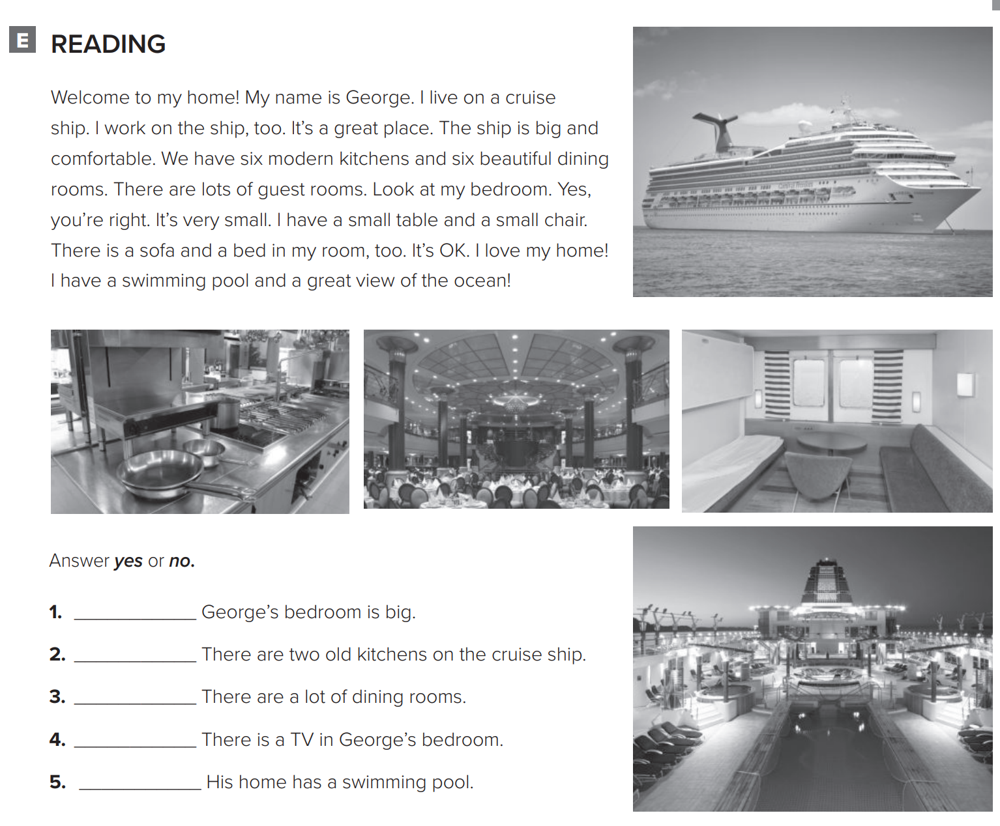 E READING
Welcome to my home! My name is George. I live on a cruise
ship. I work on the ship, too. It's a great place. The ship is big and
comfortable. We have six modern kitchens and six beautiful dining
rooms. There are lots of guest rooms. Look at my bedroom. Yes,
you're right. It's very small. I have a small table and a small chair.
There is a sofa and a bed in my room, too. It's OK. I love my home!
I have a swimming pool and a great view of the ocean!
Answer yes or no.
1. ____________ George's bedroom is big.
2. ____________ There are two old kitchens on the cruise ship.
3. ____________ There are a lot of dining rooms.
4. ____________ There is a TV in George's bedroom.
5. ____________ His home has a swimming pool.